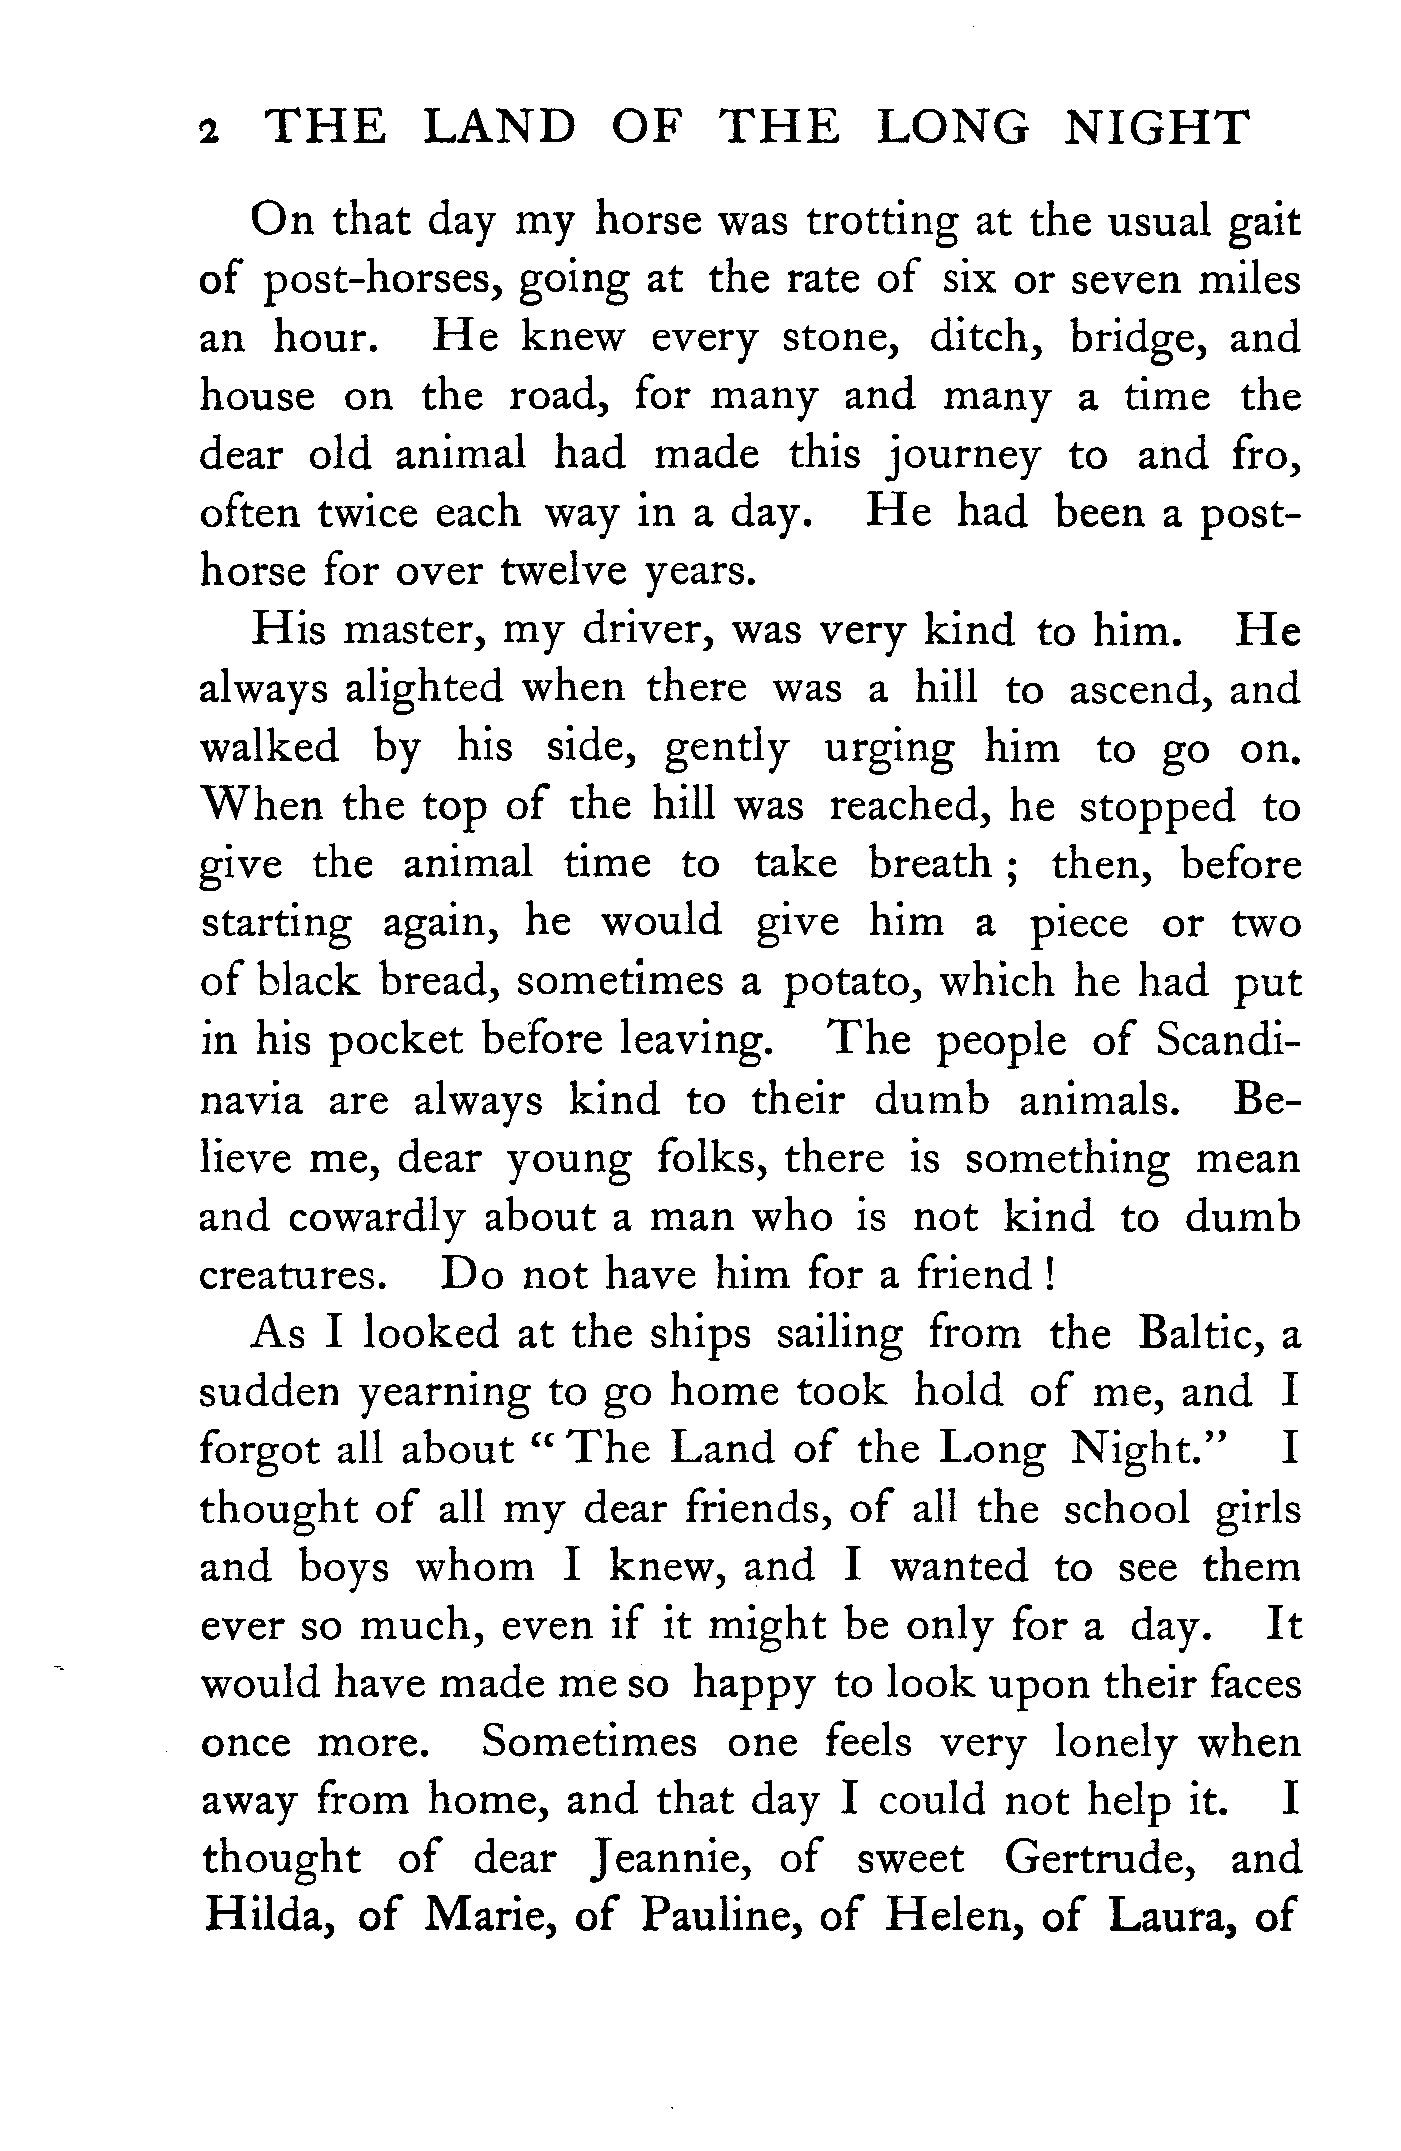 2 THE LAND OF THE LONG NIGHT
On that day my horse was trotting at the usual gait
of post-horses, going at the rate of six or seven miles
an hour. He knew every stone, ditch, bridge, and
house on the road, for many and many a time the
dear old animal had made this journey to and fro,
often twice each way in a day. He had been a post-
horse for over twelve years.
His master, my driver, was very kind to him. He
always alighted when there was a hill to ascend, and
walked by his side, gently urging him to go on.
When the top of the hill was reached, he stopped to
give the animal time to take breath ; then, before
starting again, he would give him a piece or two
of black bread, sometimes a potato, which he had put
in his pocket before leaving. The people of Scandi-
navia are always kind to their dumb animals. Be-
lieve me, dear young folks, there is something mean
and cowardly about a man who is not kind to dumb
creatures. Do not have him for a friend !
As I looked at the ships sailing from the Baltic, a
sudden yearning to go home took hold of me, and I
forgot all about “ The Land of the Long Night.” I
thought of all my dear friends, of all the school girls
and boys whom I knew, and I wanted to see them
ever so much, even if it might be only for a day. It
would have made me so happy to look upon their faces
once more. Sometimes one feels very lonely when
away from home, and that day I could not help it. I
thought of dear Jeannie, of sweet Gertrude, and
Hilda, of Marie, of Pauline, of Helen, of Laura, of